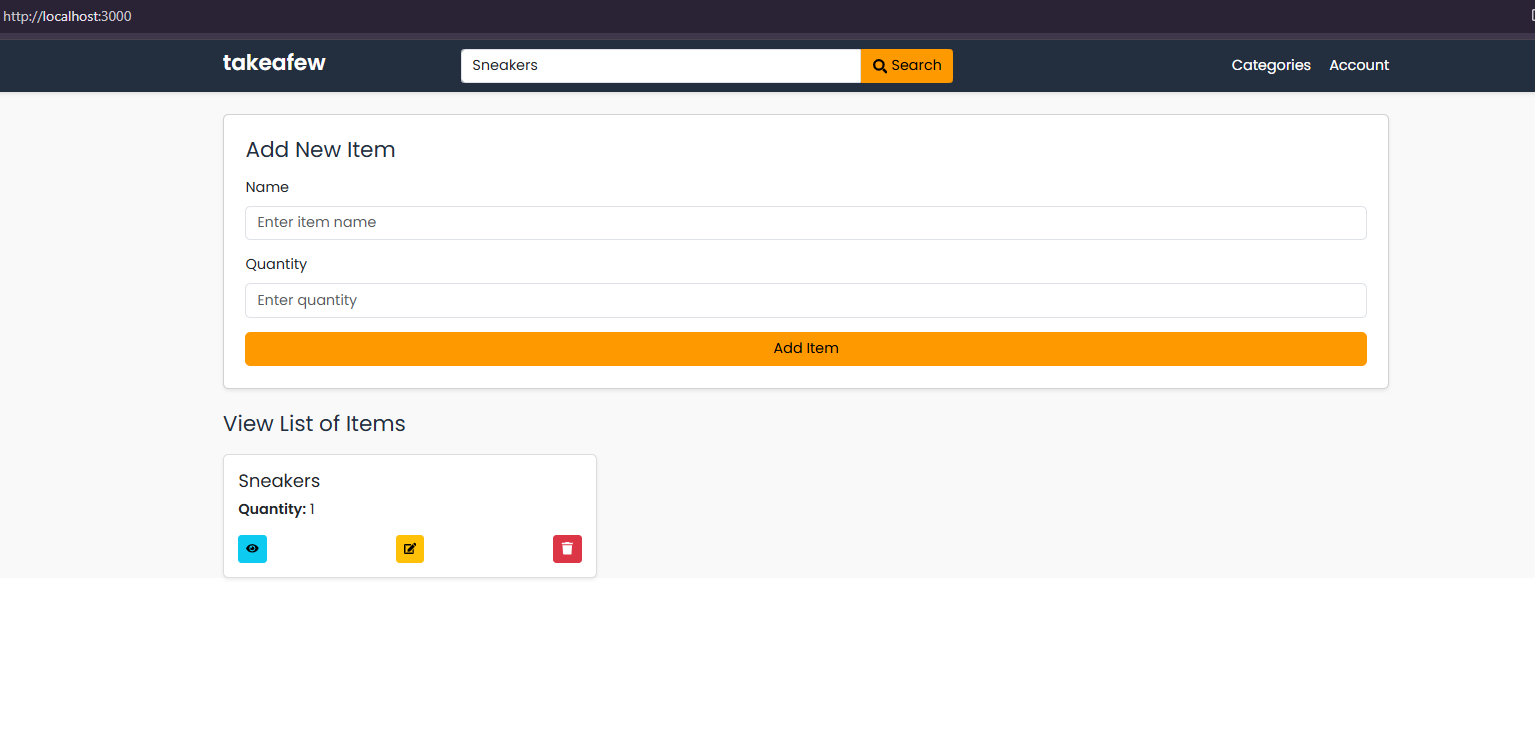 http://localhost:3000
takeafew
Sneakers
Search
Categories
Account
Add New Item
Name
Enter item name
Quantity
Enter quantity
Add Item
View List of Items
Sneakers
Quantity: 1